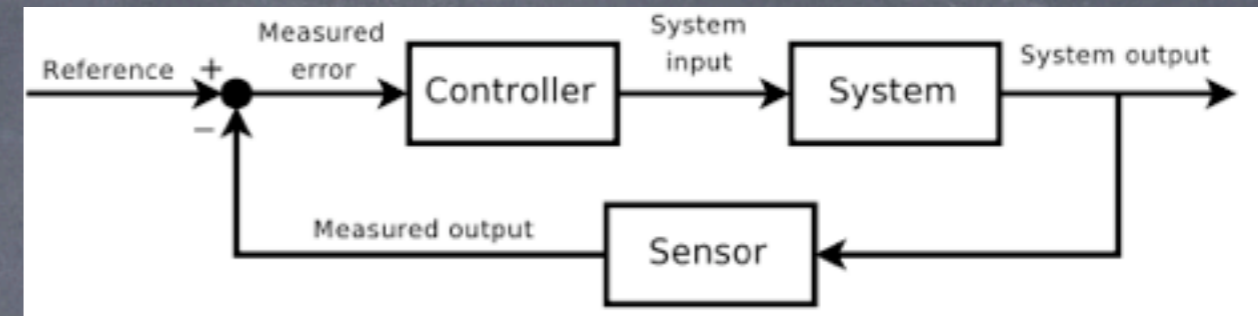 Reference
+
−
Measured
error
Controller
System
input
System
System output
Measured output
Sensor